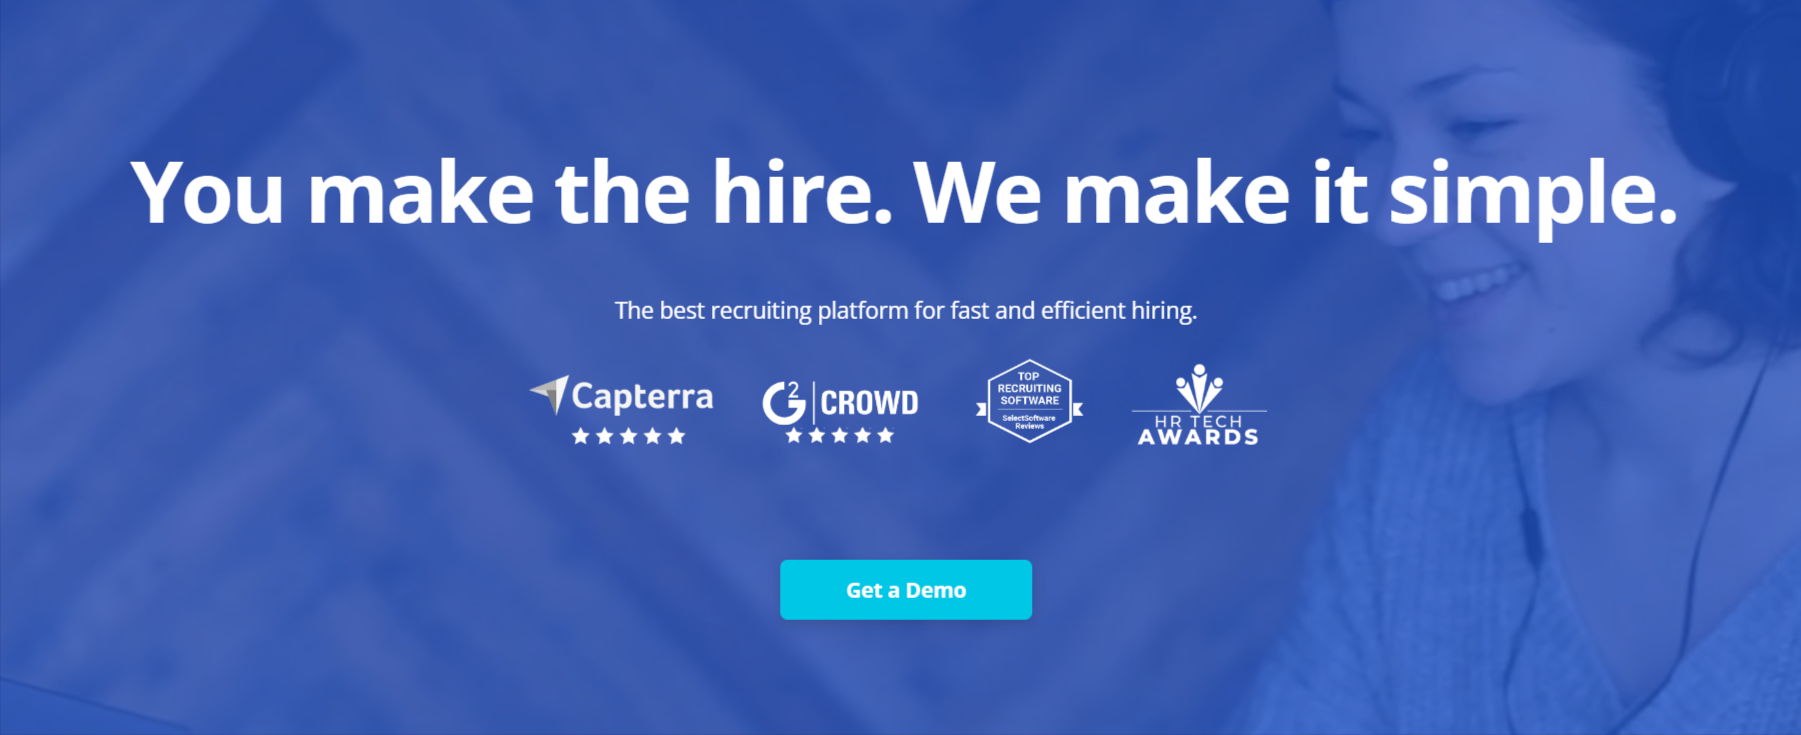 You make the hire. We make it simple.
The best recruiting platform for fast and efficient hiring.
Capterra
G2 | CROWD
TOP
RECRUITING
SOFTWARE
SelectSoftware
Reviews
HR TECH
AWARDS
Get a Demo